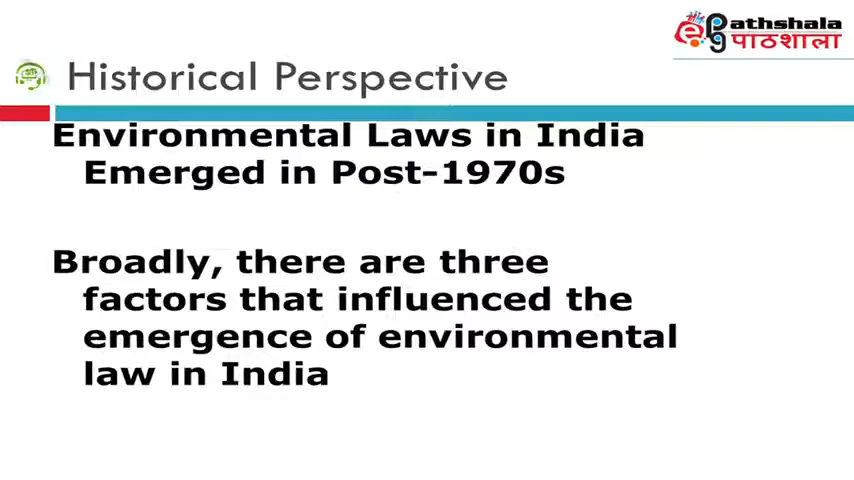 Pathshala
पाठशाला
Historical Perspective
Environmental Laws in India
Emerged in Post-1970s
Broadly, there are three
factors that influenced the
emergence of environmental
law in India